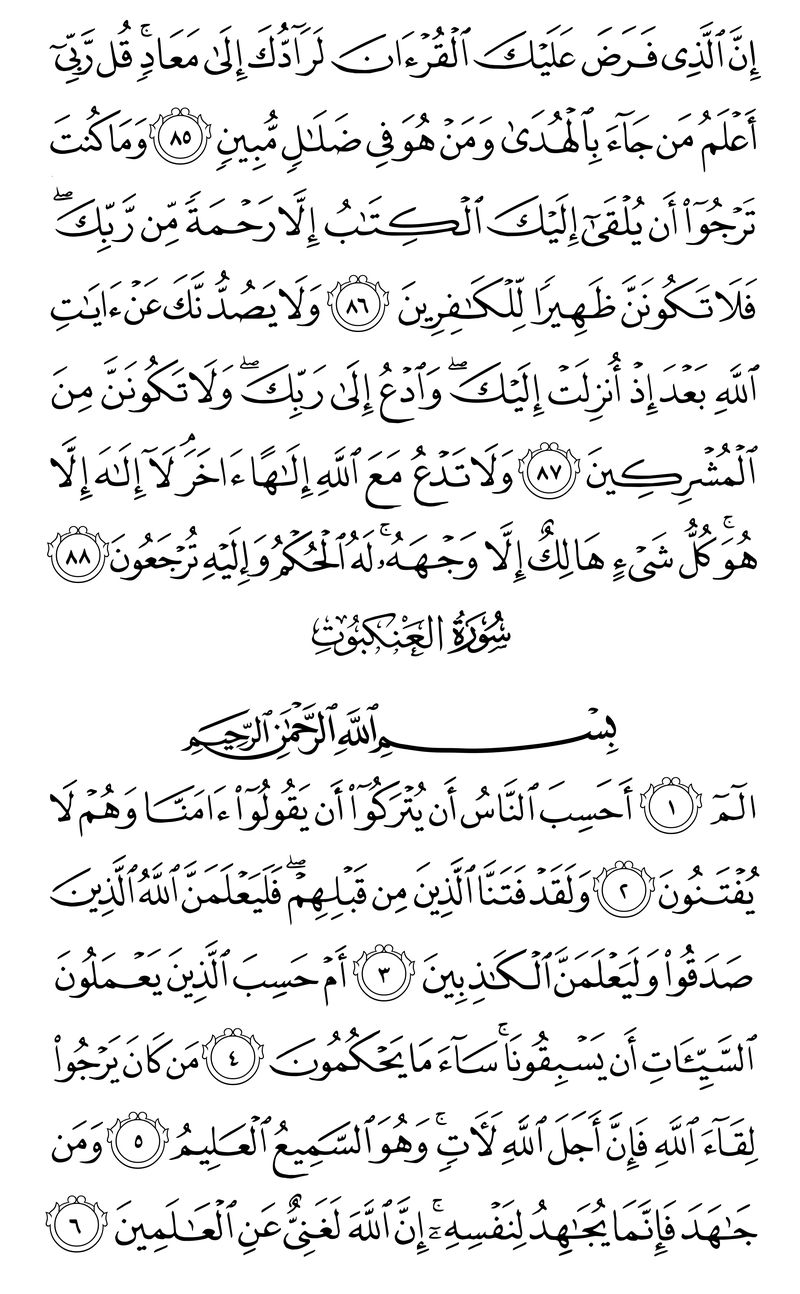 إِنَّ ٱلَّذِى فَرَضَ عَلَيْكَ ٱلْقُرْءَانَ لَرَآدُّكَ إِلَىٰ مَعَادٍۚ قُل رَّبِّىٓ
أَعْلَمُ مَن جَآءَ بِٱلْهُدَىٰ وَمَنْ هُوَ فِى ضَلَـٰلٍ مُّبِينٍ ٨٥ وَمَا كُنتَ
تَرْجُوٓا۟ أَن يُلْقَىٰٓ إِلَيْكَ ٱلْكِتَـٰبُ إِلَّا رَحْمَةً مِّن رَّبِّكَۖ
فَلَا تَكُونَنَّ ظَهِيرًا لِّلْكَـٰفِرِينَ ٨٦ وَلَا يَصُدُّنَّكَ عَنْ ءَايَـٰتِ
ٱللَّهِ بَعْدَ إِذْ أُنزِلَتْ إِلَيْكَۖ وَٱدْعُ إِلَىٰ رَبِّكَۖ وَلَا تَكُونَنَّ مِنَ
ٱلْمُشْرِكِينَ ٨٧ وَلَا تَدْعُ مَعَ ٱللَّهِ إِلَـٰهًا ءَاخَرَۘ لَآ إِلَـٰهَ إِلَّا
هُوَۚ كُلُّ شَىْءٍ هَالِكٌ إِلَّا وَجْهَهُۥۚ لَهُ ٱلْحُكْمُ وَإِلَيْهِ تُرْجَعُونَ ٨٨
سُورَةُ العَنْكَبُوتِ
بِسْمِ ٱللَّهِ ٱلرَّحْمَـٰنِ ٱلرَّحِيمِ
الٓمٓ ١ أَحَسِبَ ٱلنَّاسُ أَن يُتْرَكُوٓا۟ أَن يَقُولُوٓا۟ ءَامَنَّا وَهُمْ لَا
يُفْتَنُونَ ٢ وَلَقَدْ فَتَنَّا ٱلَّذِينَ مِن قَبْلِهِمْۖ فَلَيَعْلَمَنَّ ٱللَّهُ ٱلَّذِينَ
صَدَقُوا۟ وَلَيَعْلَمَنَّ ٱلْكَـٰذِبِينَ ٣ أَمْ حَسِبَ ٱلَّذِينَ يَعْمَلُونَ
ٱلسَّيِّـَٔاتِ أَن يَسْبِقُونَاۚ سَآءَ مَا يَحْكُمُونَ ٤ مَن كَانَ يَرْجُوا۟
لِقَآءَ ٱللَّهِ فَإِنَّ أَجَلَ ٱللَّهِ لَـَٔاتٍۚ وَهُوَ ٱلسَّمِيعُ ٱلْعَلِيمُ ٥ وَمَن
جَـٰهَدَ فَإِنَّمَا يُجَـٰهِدُ لِنَفْسِهِۦٓۚ إِنَّ ٱللَّهَ لَغَنِىٌّ عَنِ ٱلْعَـٰلَمِينَ ٦